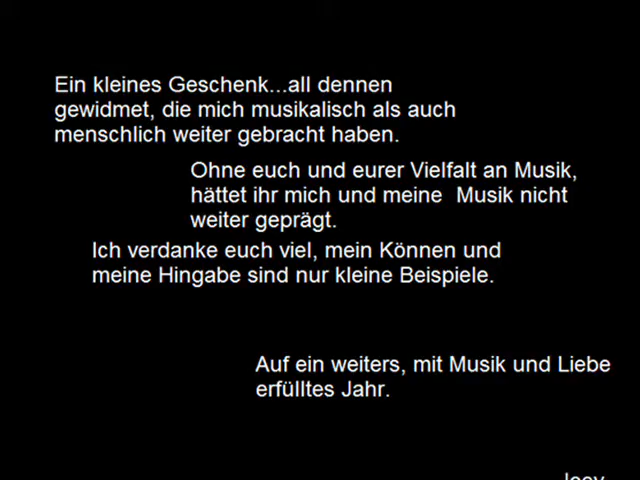 Ein kleines Geschenk...all dennen
gewidmet, die mich musikalisch als auch
menschlich weiter gebracht haben.
Ohne euch und eurer Vielfalt an Musik,
hättet ihr mich und meine Musik nicht
weiter geprägt.
Ich verdanke euch viel, mein Können und
meine Hingabe sind nur kleine Beispiele.
Auf ein weiters, mit Musik und Liebe
erfülltes Jahr.